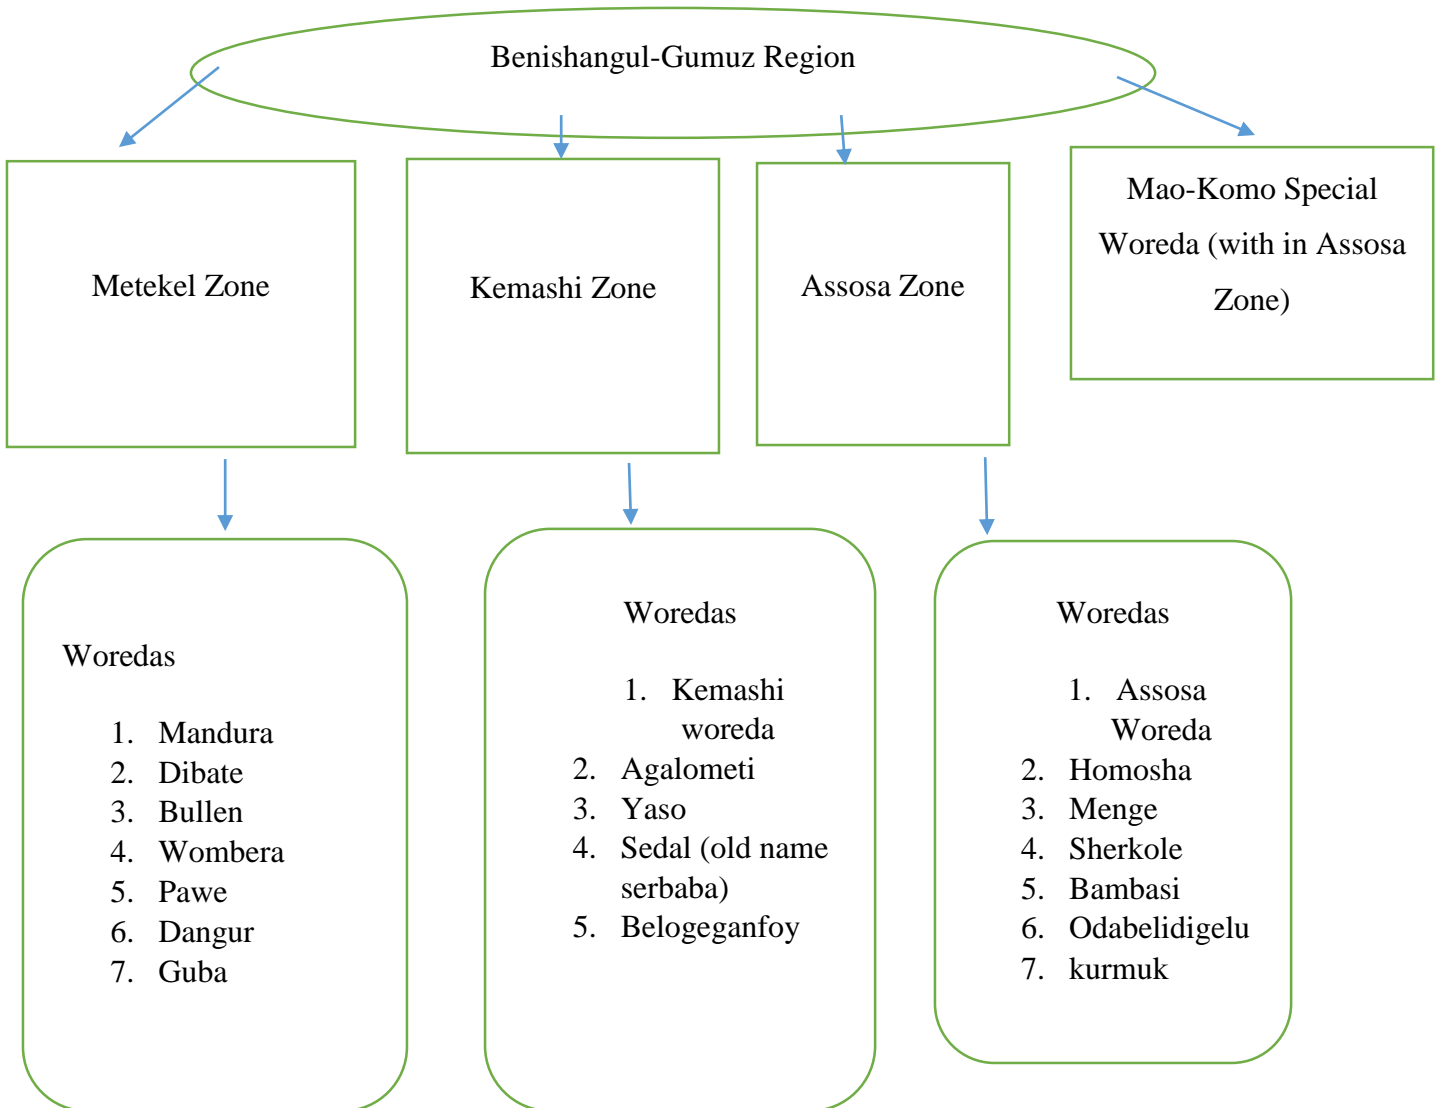 Benishangul-Gumuz Region
Metekel Zone
Kemashi Zone
Assosa Zone
Mao-Komo Special
Woreda (with in Assosa
Zone)
Woredas
1. Mandura
2. Dibate
3. Bullen
4. Wombera
5. Pawe
6. Dangur
7. Guba
Woredas
1. Kemashi
woreda
2. Agalometi
3. Yaso
4. Sedal (old name
serbaba)
5. Belogeganfoy
Woredas
1. Assosa
Woreda
2. Homosha
3. Menge
4. Sherkole
5. Bambasi
6. Odabelidigelu
7. kurmuk